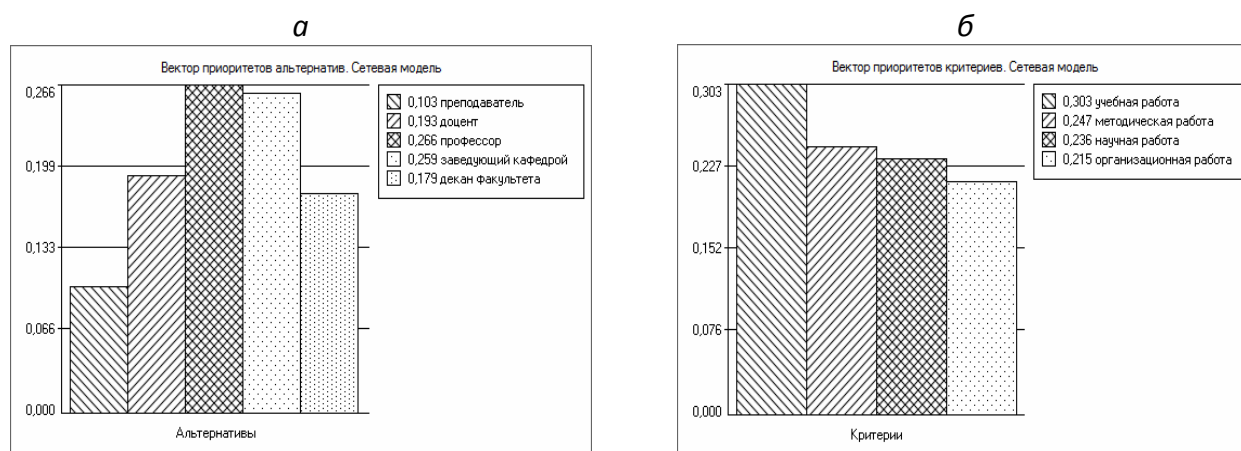 а
Вектор приоритетов альтернатив. Сетевая модель
0,266
0,199
0,133
0,066
0,000
0,103 преподаватель
0,193 доцент
0,266 профессор
0,259 заведующий кафедрой
0,179 декан факультета
Альтернативы
б
Вектор приоритетов критериев. Сетевая модель
0,303
0,227
0,152
0,076
0,000
0,303 учебная работа
0,247 методическая работа
0,236 научная работа
0,215 организационная работа
Критерии